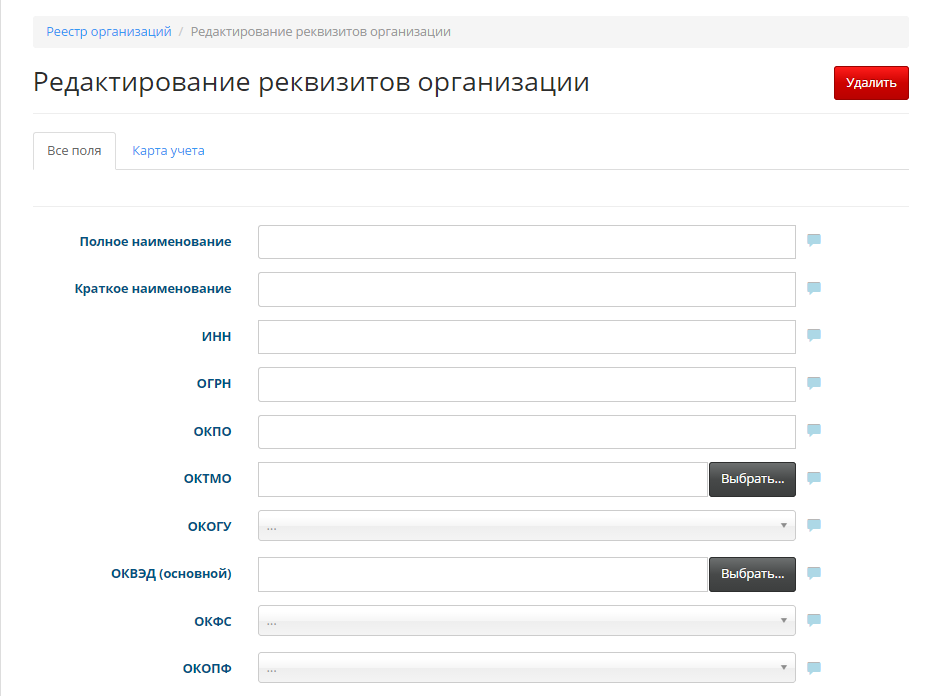 Реестр организаций / Редактирование реквизитов организации
Редактирование реквизитов организации
Удалить
Все поля
Карта учета
Полное наименование
Краткое наименование
ИНН
ОГРН
ОКПО
ОКТМО
Выбрать...
ОКОГУ
...
ОКВЭД (основной)
Выбрать...
ОКФС
...
ОКОПФ
...